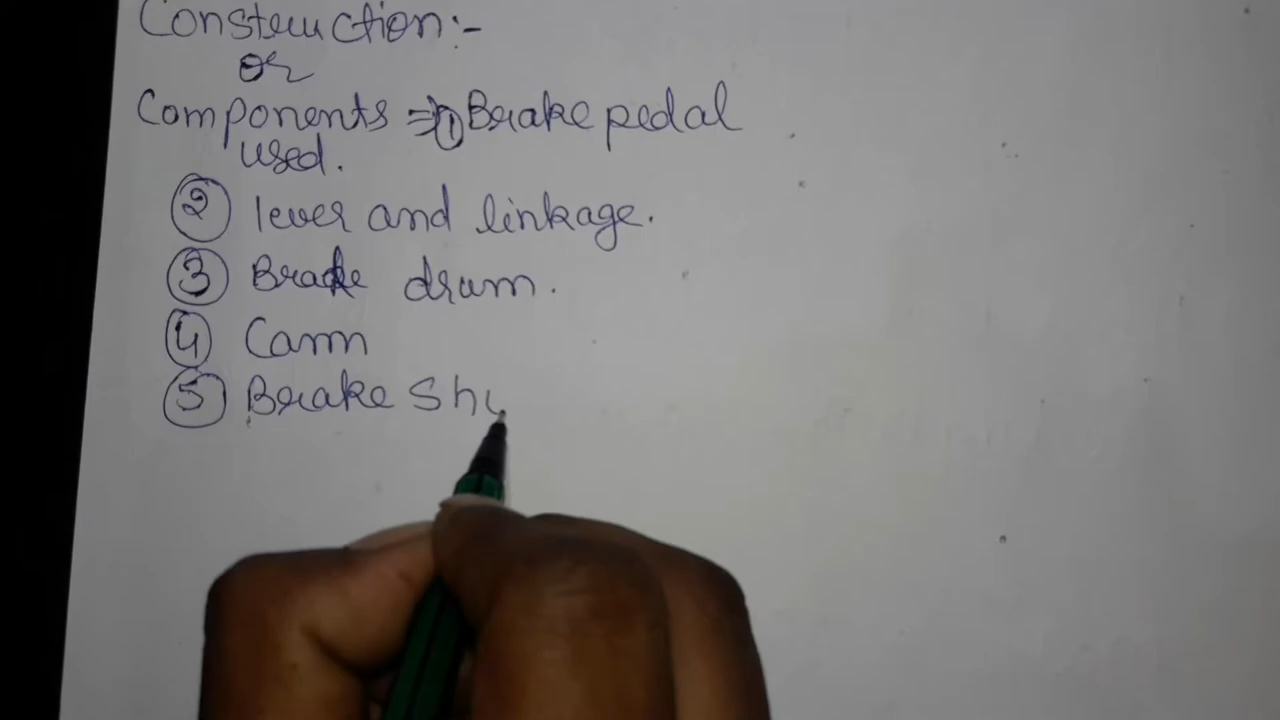 Construction:-
or
Components ⇒ ① Brake pedal
used.
② lever and linkage.
③ Brake drum.
④ Cam
⑤ Brake Sh